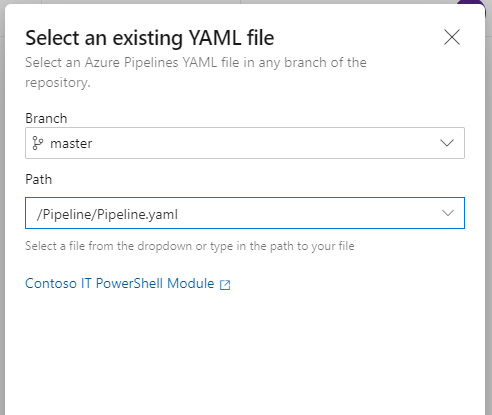 Select an existing YAML file
Select an Azure Pipelines YAML file in any branch of the
repository.
Branch
master
Path
/Pipeline/Pipeline.yaml
Select a file from the dropdown or type in the path to your file
Contoso IT PowerShell Module